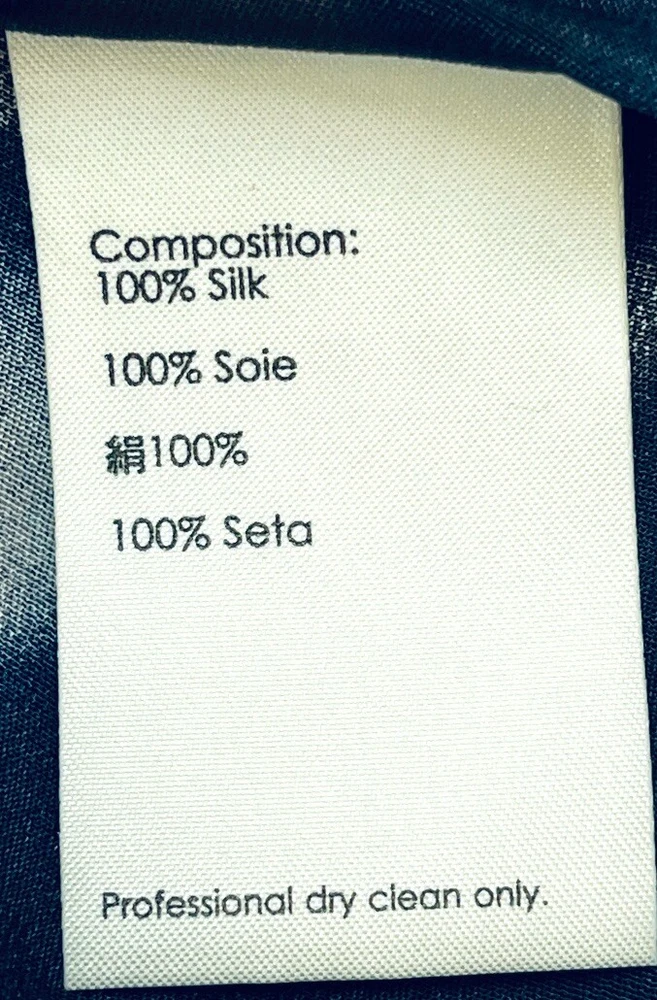 Composition:
100% Silk
100% Soie
絹100%
100% Seta
Professional dry clean only.